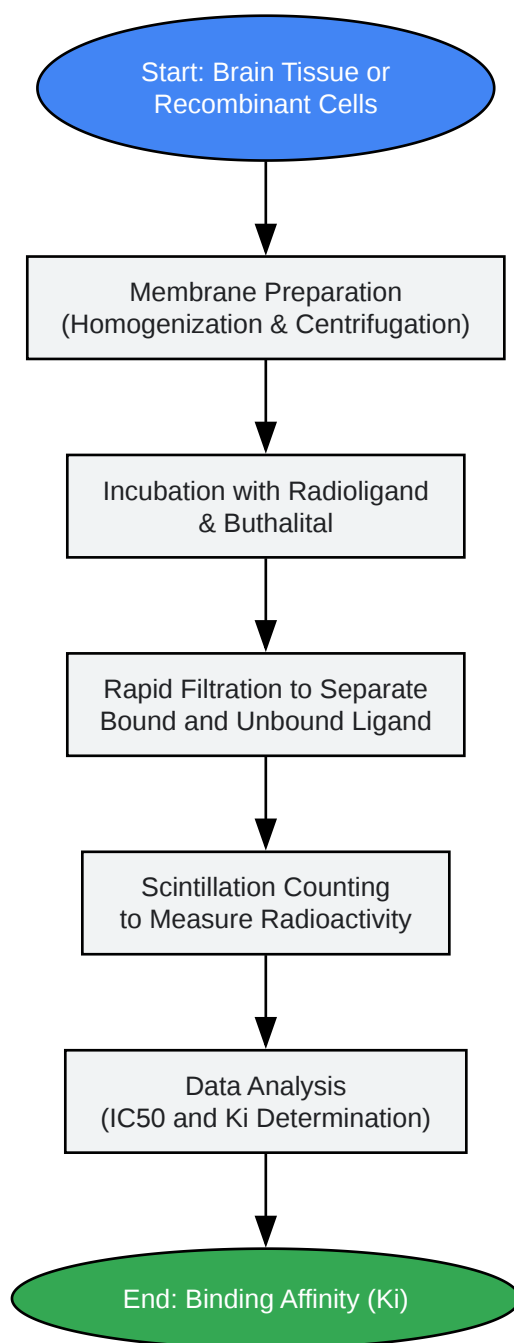 Start: Brain Tissue or
Recombinant Cells
Membrane Preparation
(Homogenization & Centrifugation)
Incubation with Radioligand
& Buthalital
Rapid Filtration to Separate
Bound and Unbound Ligand
Scintillation Counting
to Measure Radioactivity
Data Analysis
(IC50 and Ki Determination)
End: Binding Affinity (Ki)